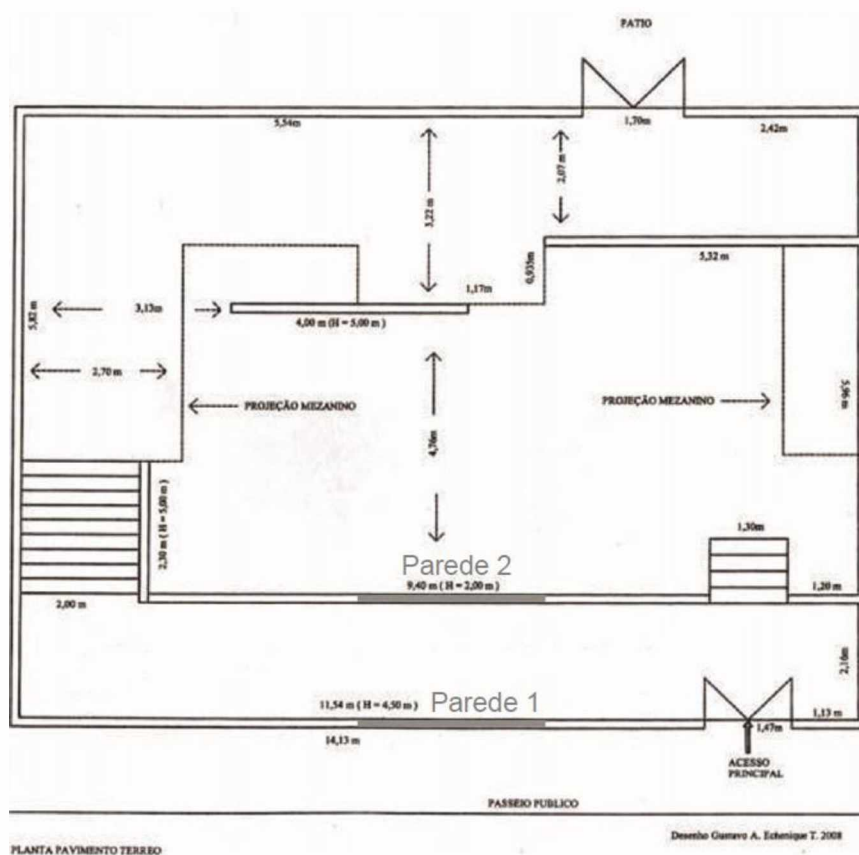 PATIO
5,54m
1,70m
2,42m
3,22 m
2,07 m
0,935m
5,32 m
1,17m
3,13m
5,82 m
4,00 m (H = 5,00 m )
2,70 m
PROJEÇÃO MEZANINO
PROJEÇÃO MEZANINO
5,96 m
4,76m
2,30 m ( H = 5,00 m )
1,30m
Parede 2
9,40 m ( H = 2,00 m )
1,20 m
2,00 m
2,16m
11,54 m ( H = 4,50 m )
Parede 1
1,13 m
1,47m
14,13 m
ACESSO
PRINCIPAL
PASSEIO PUBLICO
Desenho Gustavo A. Echenique T. 2008
PLANTA PAVIMENTO TERREO